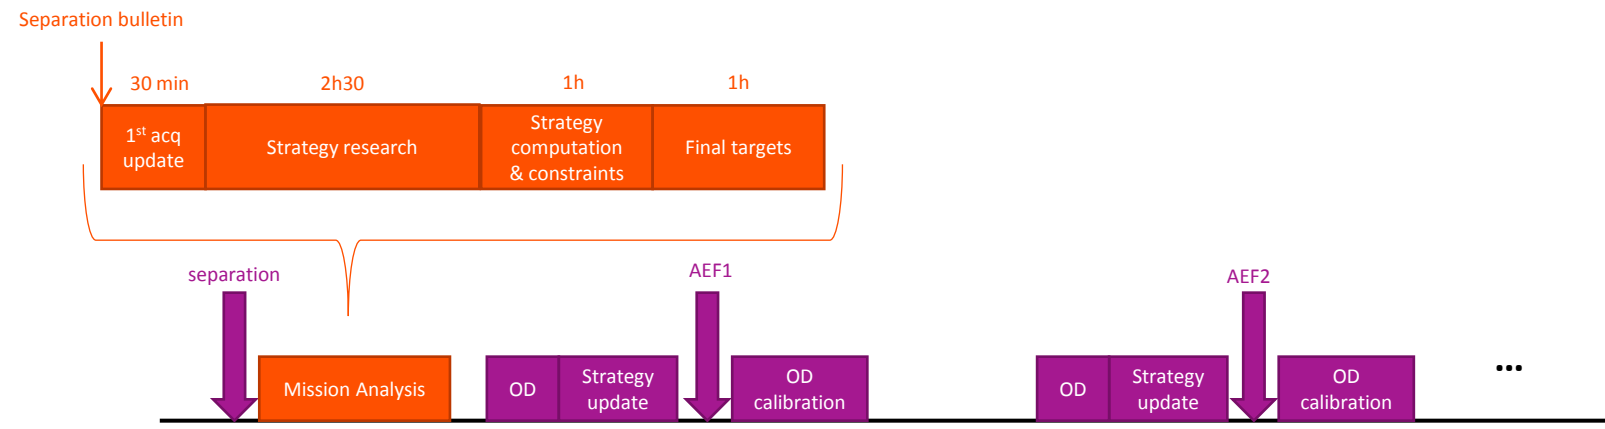 Separation bulletin
30 min
2h30
1h
1h
1st acq
update
Strategy research
Strategy
computation
& constraints
Final targets
separation
AEF1
AEF2
Mission Analysis
OD
Strategy
update
OD
calibration
OD
Strategy
update
OD
calibration
...